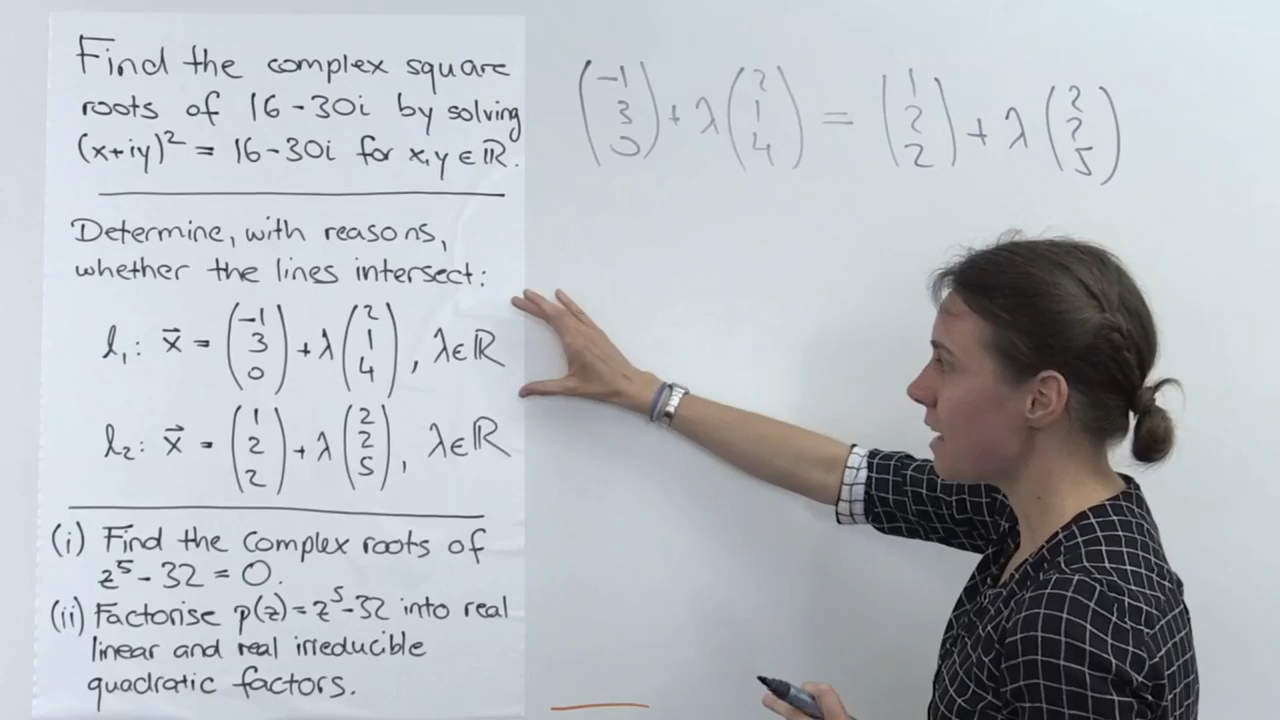 Find the complex square
roots of 16-30i by solving
(x+iy)² = 16-30i for x,y ∈ ℝ.
Determine, with reasons,
whether the lines intersect:
l₁: x⃗ = (-1 3 0) + λ (2 1 4), λ∈ℝ
l₂: x⃗ = (1 2 2) + λ (2 2 5), λ∈ℝ
(i) Find the complex roots of
z⁵ - 32 = 0.
(ii) Factorise p(z) = z⁵-32 into real
linear and real irreducible
quadratic factors.
(-1 3 0) + λ (2 1 4) = (1 2 2) + λ (2 2 5)